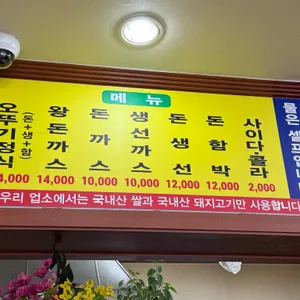 메뉴
오뚜기정식
(돈+생+함)
4,000
왕돈까스
14,000
돈까스
10,000
생선까스
10,000
돈생선
12,000
돈함박
12,000
사이다·콜라
2,000
물은 셀프입니
우리 업소에서는 국내산 쌀과 국내산 돼지고기만 사용합니다